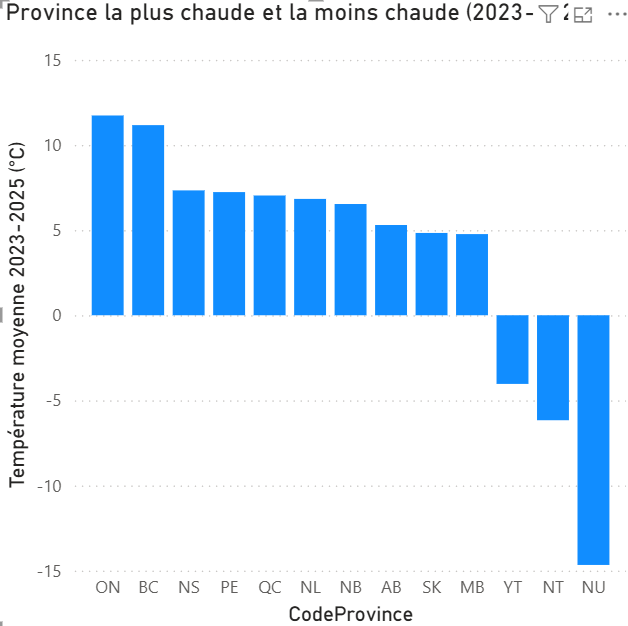 Province la plus chaude et la moins chaude (2023-
15
10
5
0
-5
-10
-15
Température moyenne 2023-2025 (°C)
ON BC NS PE QC NL NB AB SK MB YT NT NU
CodeProvince